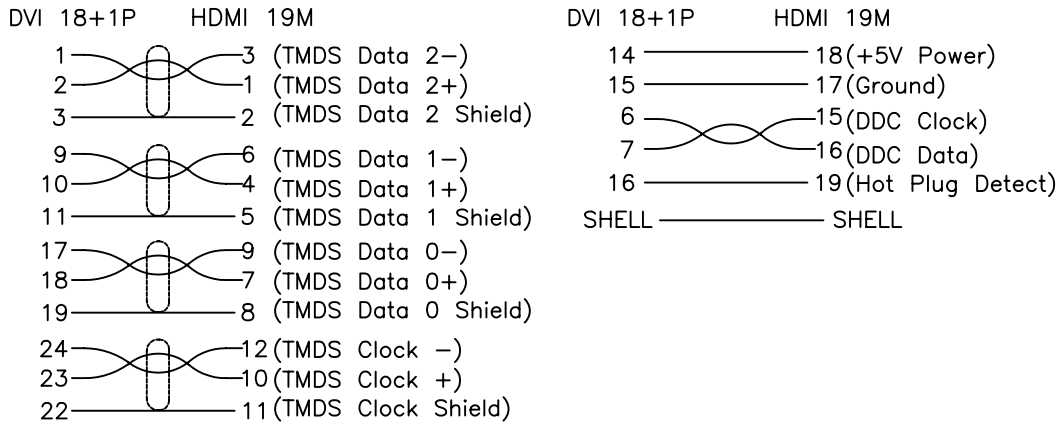 DVI 18+1P HDMI 19M
1 3 (TMDS Data 2-)
2 1 (TMDS Data 2+)
3 2 (TMDS Data 2 Shield)
9 6 (TMDS Data 1-)
10 4 (TMDS Data 1+)
11 5 (TMDS Data 1 Shield)
17 9 (TMDS Data 0-)
18 7 (TMDS Data 0+)
19 8 (TMDS Data 0 Shield)
24 12 (TMDS Clock -)
23 10 (TMDS Clock +)
22 11 (TMDS Clock Shield)
DVI 18+1P HDMI 19M
14 18 (+5V Power)
15 17 (Ground)
6 15 (DDC Clock)
7 16 (DDC Data)
16 19 (Hot Plug Detect)
SHELL SHELL